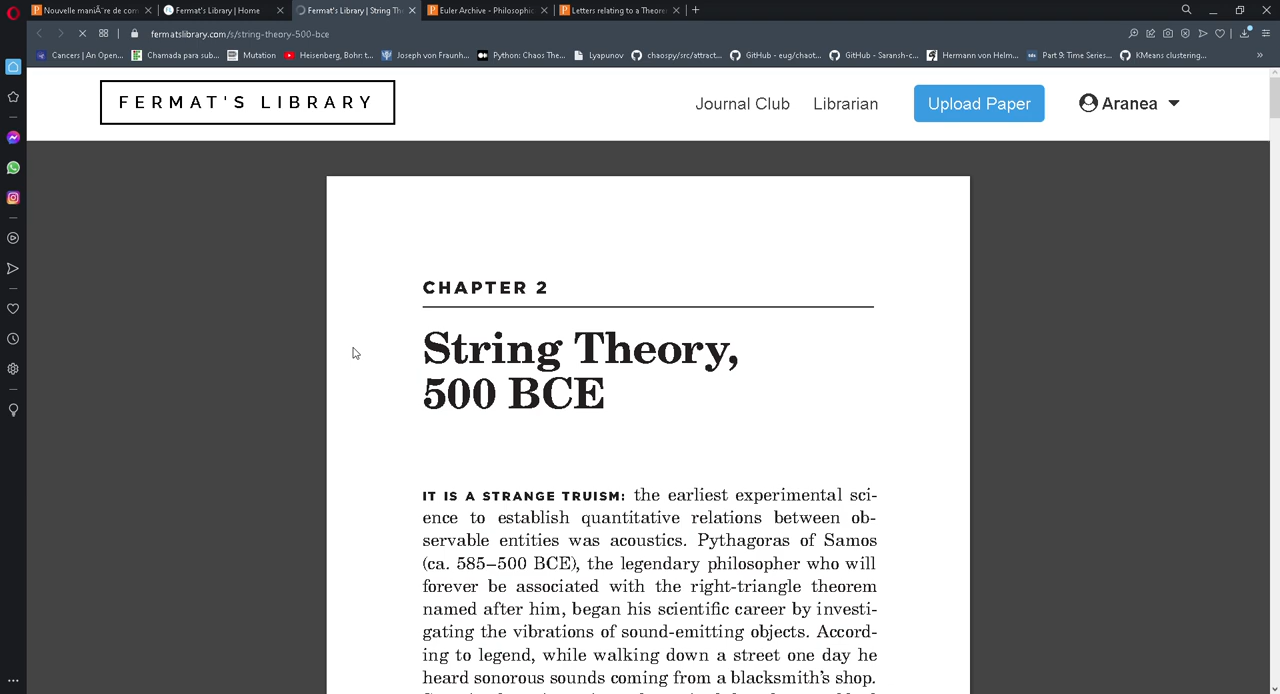 Nouvelle maniÃ¨re de com
Fermat's Library | Home
Fermat's Library | String Th
Euler Archive - Philosophic
Letters relating to a Theore
fermatslibrary.com/s/string-theory-500-bce
Cancers | An Open...
Chamada para sub...
Mutation
Heisenberg, Bohr: t...
Joseph von Fraunh...
Python: Chaos The...
Lyapunov
chaospy/src/attract...
GitHub - eug/chaot...
GitHub - Saransh-c...
Hermann von Helm...
Part 9: Time Series...
KMeans clustering...
FERMAT'S LIBRARY
Journal Club
Librarian
Upload Paper
Aranea
CHAPTER 2
String Theory,
500 BCE
IT IS A STRANGE TRUISM: the earliest experimental sci-
ence to establish quantitative relations between ob-
servable entities was acoustics. Pythagoras of Samos
(ca. 585–500 BCE), the legendary philosopher who will
forever be associated with the right-triangle theorem
named after him, began his scientific career by investi-
gating the vibrations of sound-emitting objects. Accord-
ing to legend, while walking down a street one day he
heard sonorous sounds coming from a blacksmith's shop.